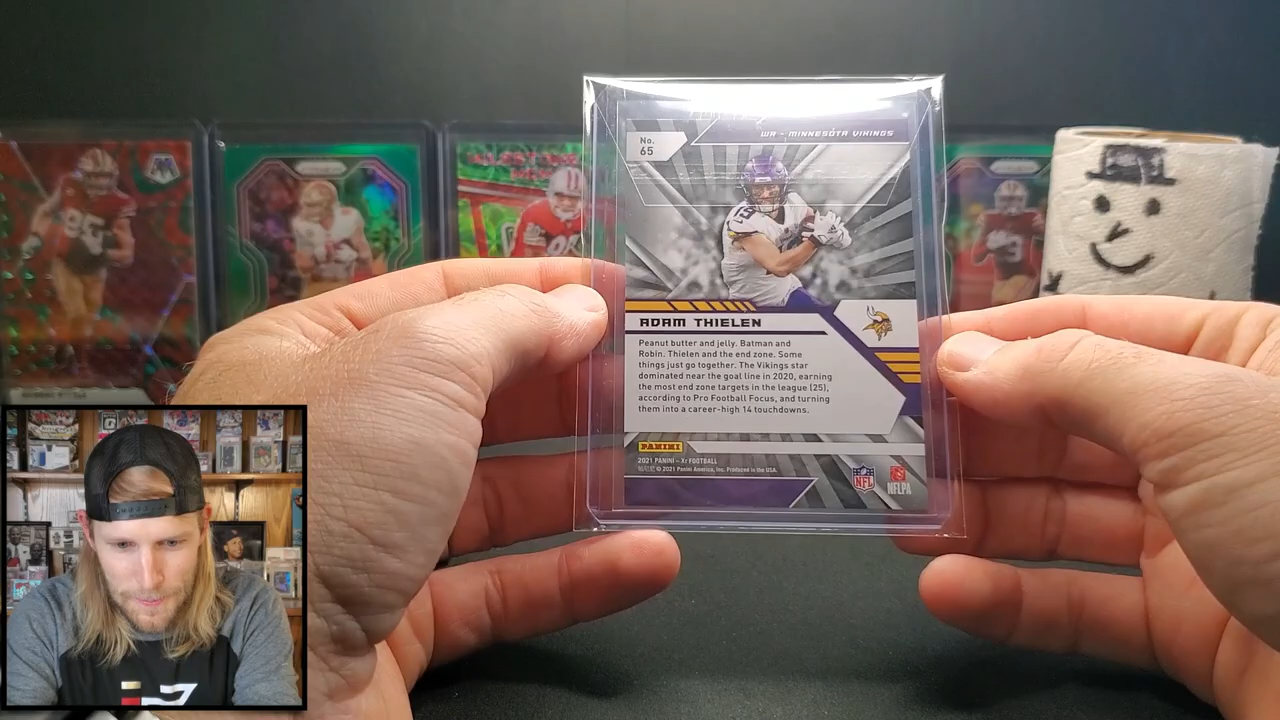 No.
65
WR - MINNESOTA VIKINGS
19
ADAM THIELEN
Peanut butter and jelly. Batman and
Robin. Thielen and the end zone. Some
things just go together. The Vikings star
dominated near the goal line in 2020, earning
the most end zone targets in the league (25),
according to Pro Football Focus, and turning
them into a career-high 14 touchdowns.
PANINI
2021 PANINI – Xr FOOTBALL
© 2021 Panini America, Inc. Produced in the USA.
NFL
NFLPA
85